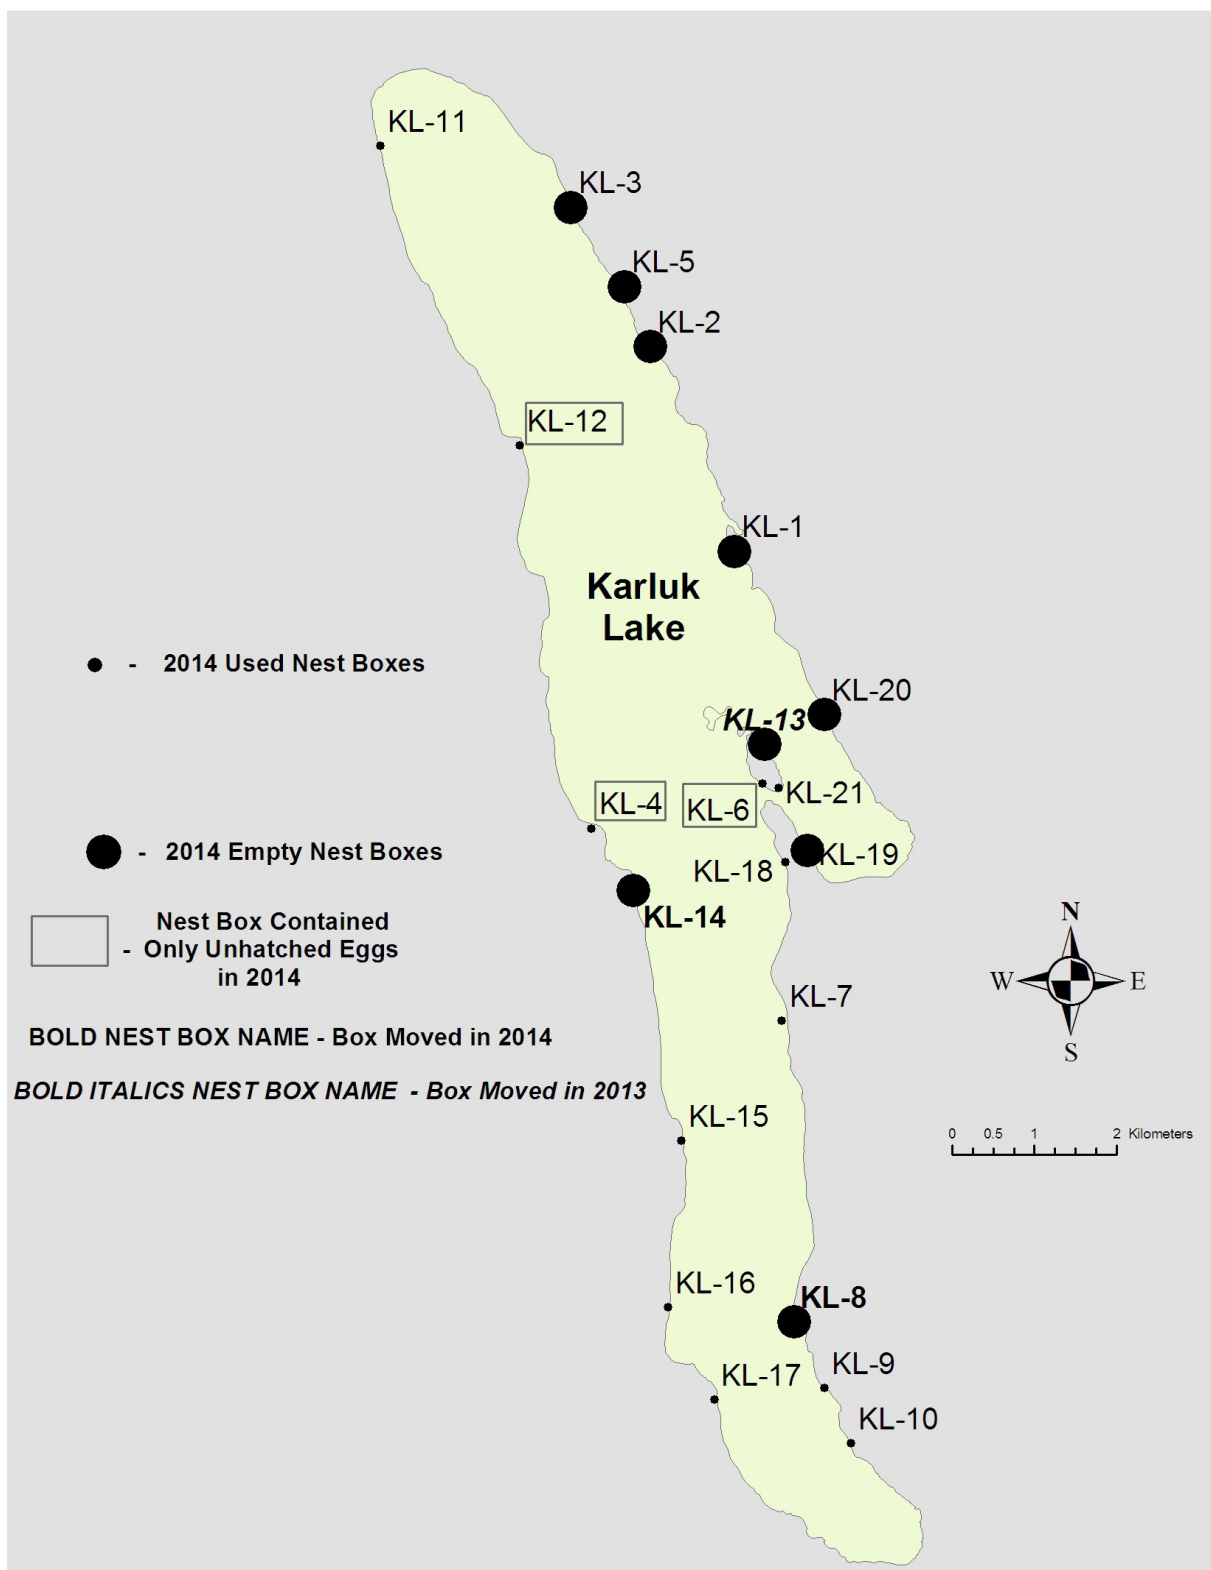 KL-11
KL-3
KL-5
KL-2
KL-12
KL-1
Karluk
Lake
- 2014 Used Nest Boxes
KL-20
KL-13
KL-21
KL-4
KL-6
- 2014 Empty Nest Boxes
KL-19
KL-18
KL-14
Nest Box Contained
- Only Unhatched Eggs
in 2014
N
W
E
S
KL-7
BOLD NEST BOX NAME - Box Moved in 2014
BOLD ITALICS NEST BOX NAME - Box Moved in 2013
KL-15
0 0.5 1 2 Kilometers
KL-16
KL-8
KL-9
KL-17
KL-10